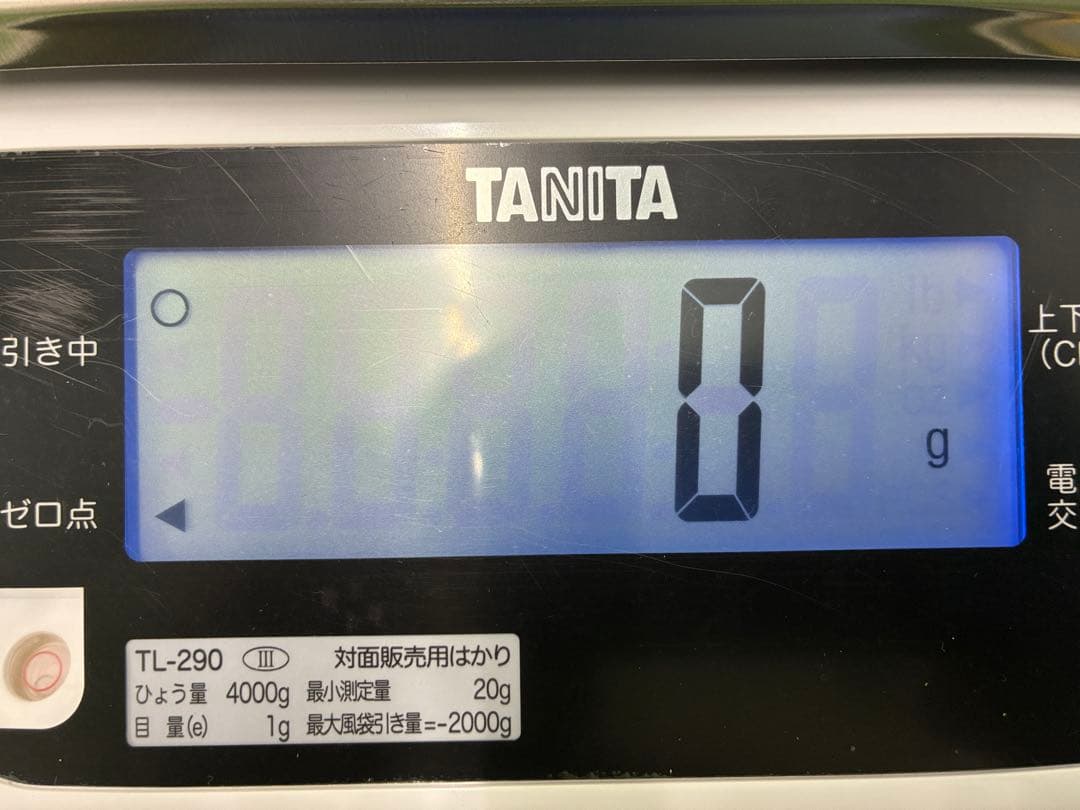 TANITA
引き中
0 g
上下
(Cl
ゼロ点
電
交
TL-290 Ⅲ 対面販売用はかり
ひょう量 4000g 最小測定量 20g
目 量(e) 1g 最大風袋引き量=-2000g